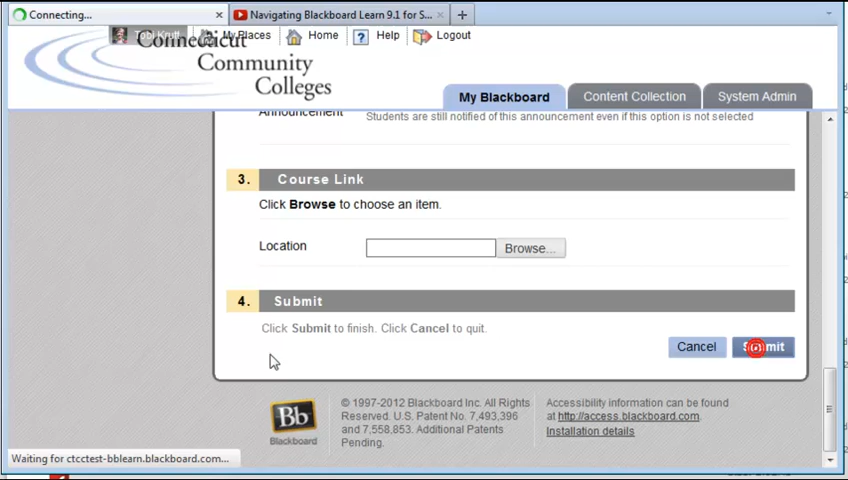 Connecting...
Navigating Blackboard Learn 9.1 for S...
Tobi Krutt My Places Home Help Logout
Connecticut
Community
Colleges
My Blackboard Content Collection System Admin
Announcement Students are still notified of this announcement even if this option is not selected
3. Course Link
Click Browse to choose an item.
Location Browse...
4. Submit
Click Submit to finish. Click Cancel to quit.
Cancel Submit
Bb
Blackboard
© 1997-2012 Blackboard Inc. All Rights
Reserved. U.S. Patent No. 7,493,396
and 7,558,853. Additional Patents
Pending.
Accessibility information can be found
at http://access.blackboard.com.
Installation details
Waiting for ctcctest-bblearn.blackboard.com...